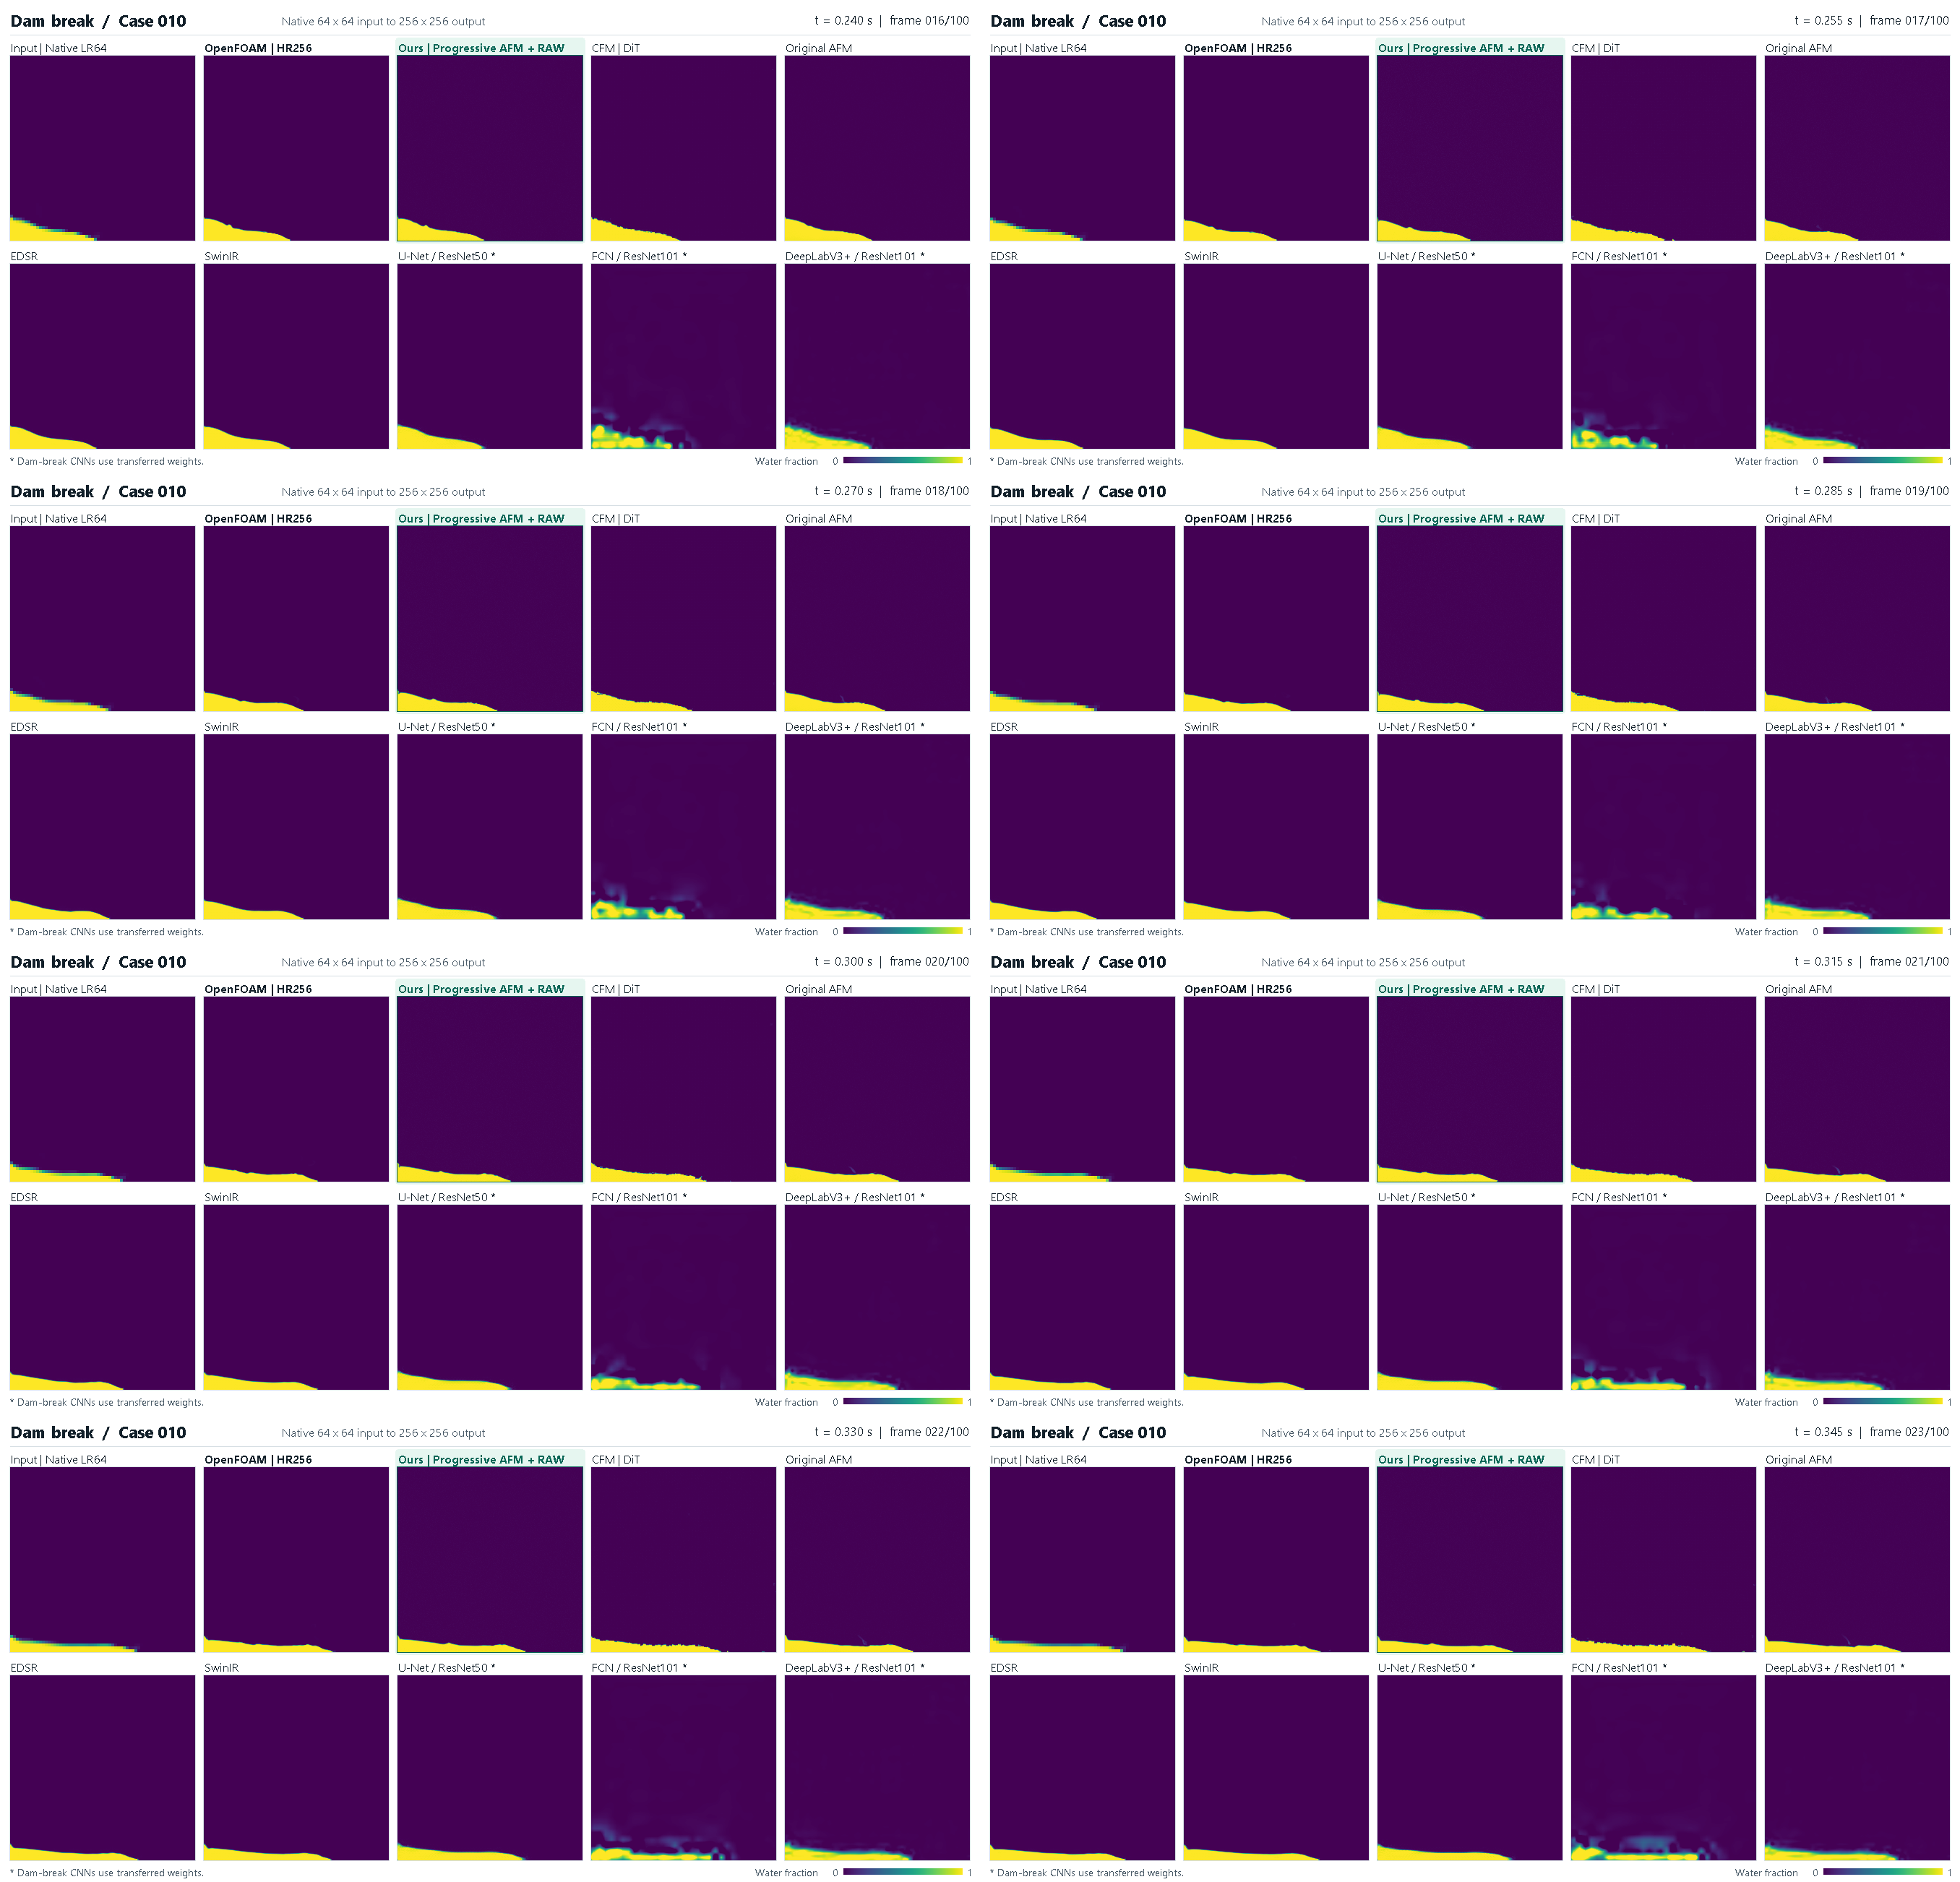 Dam break / Case 010 Native 64 x 64 input to 256 x 256 output t = 0.240 s | frame 016/100
Input | Native LR64 OpenFOAM | HR256 Ours | Progressive AFM + RAW CFM | DiT Original AFM
EDSR SwinIR U-Net / ResNet50 * FCN / ResNet101 * DeepLabV3+ / ResNet101 *
* Dam-break CNNs use transferred weights. Water fraction 0 1
Dam break / Case 010 Native 64 x 64 input to 256 x 256 output t = 0.255 s | frame 017/100
Input | Native LR64 OpenFOAM | HR256 Ours | Progressive AFM + RAW CFM | DiT Original AFM
EDSR SwinIR U-Net / ResNet50 * FCN / ResNet101 * DeepLabV3+ / ResNet101 *
* Dam-break CNNs use transferred weights. Water fraction 0 1
Dam break / Case 010 Native 64 x 64 input to 256 x 256 output t = 0.270 s | frame 018/100
Input | Native LR64 OpenFOAM | HR256 Ours | Progressive AFM + RAW CFM | DiT Original AFM
EDSR SwinIR U-Net / ResNet50 * FCN / ResNet101 * DeepLabV3+ / ResNet101 *
* Dam-break CNNs use transferred weights. Water fraction 0 1
Dam break / Case 010 Native 64 x 64 input to 256 x 256 output t = 0.285 s | frame 019/100
Input | Native LR64 OpenFOAM | HR256 Ours | Progressive AFM + RAW CFM | DiT Original AFM
EDSR SwinIR U-Net / ResNet50 * FCN / ResNet101 * DeepLabV3+ / ResNet101 *
* Dam-break CNNs use transferred weights. Water fraction 0 1
Dam break / Case 010 Native 64 x 64 input to 256 x 256 output t = 0.300 s | frame 020/100
Input | Native LR64 OpenFOAM | HR256 Ours | Progressive AFM + RAW CFM | DiT Original AFM
EDSR SwinIR U-Net / ResNet50 * FCN / ResNet101 * DeepLabV3+ / ResNet101 *
* Dam-break CNNs use transferred weights. Water fraction 0 1
Dam break / Case 010 Native 64 x 64 input to 256 x 256 output t = 0.315 s | frame 021/100
Input | Native LR64 OpenFOAM | HR256 Ours | Progressive AFM + RAW CFM | DiT Original AFM
EDSR SwinIR U-Net / ResNet50 * FCN / ResNet101 * DeepLabV3+ / ResNet101 *
* Dam-break CNNs use transferred weights. Water fraction 0 1
Dam break / Case 010 Native 64 x 64 input to 256 x 256 output t = 0.330 s | frame 022/100
Input | Native LR64 OpenFOAM | HR256 Ours | Progressive AFM + RAW CFM | DiT Original AFM
EDSR SwinIR U-Net / ResNet50 * FCN / ResNet101 * DeepLabV3+ / ResNet101 *
* Dam-break CNNs use transferred weights. Water fraction 0 1
Dam break / Case 010 Native 64 x 64 input to 256 x 256 output t = 0.345 s | frame 023/100
Input | Native LR64 OpenFOAM | HR256 Ours | Progressive AFM + RAW CFM | DiT Original AFM
EDSR SwinIR U-Net / ResNet50 * FCN / ResNet101 * DeepLabV3+ / ResNet101 *
* Dam-break CNNs use transferred weights. Water fraction 0 1